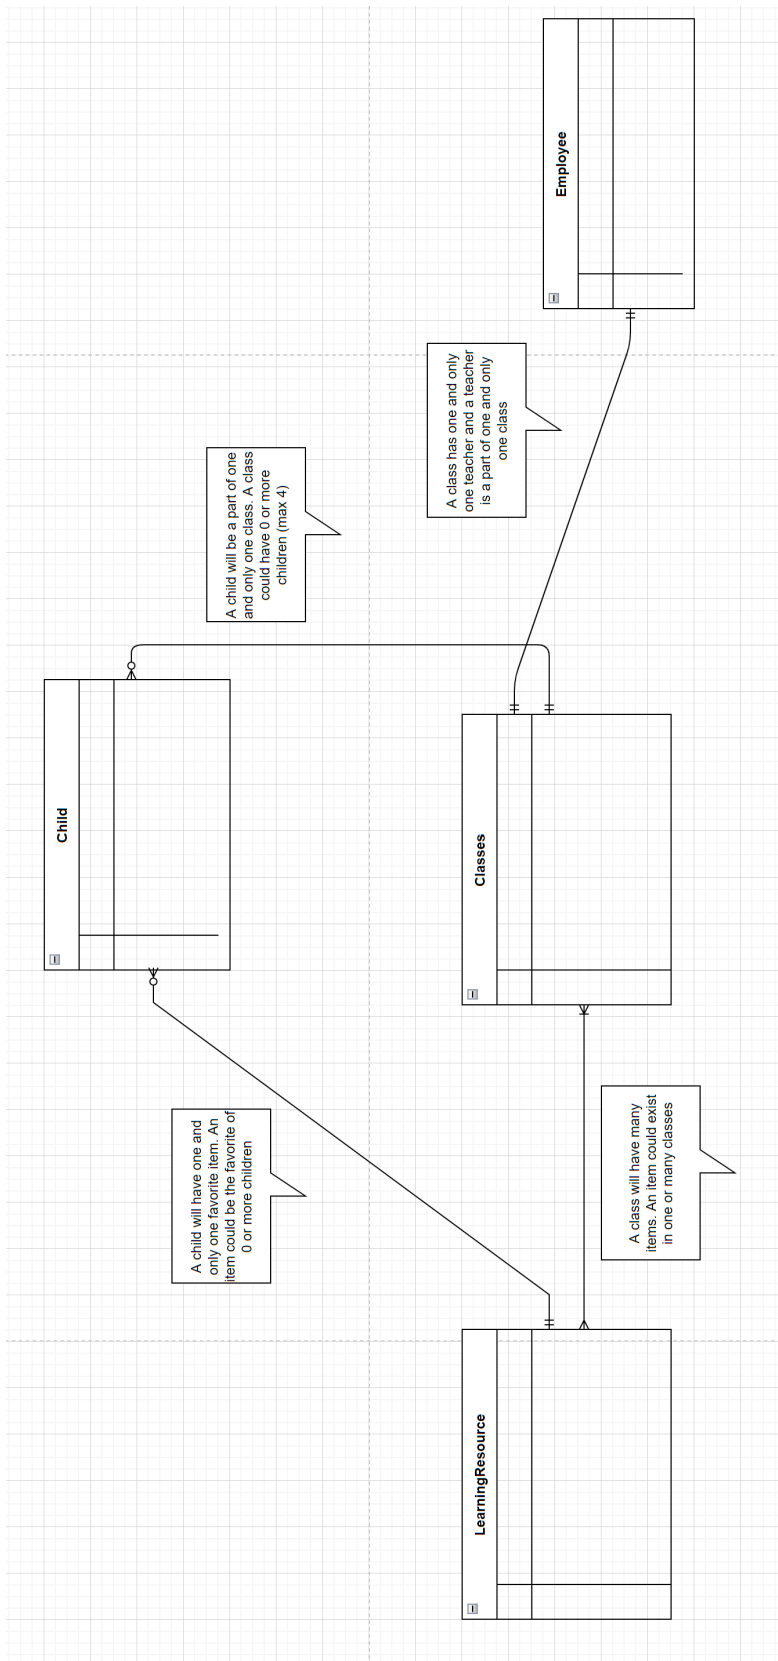 Employee
A class has one and only
one teacher and a teacher
is a part of one and only
one class
A child will be a part of one
and only one class. A class
could have 0 or more
children (max 4)
Child
Classes
A child will have one and
only one favorite item. An
item could be the favorite of
0 or more children
A class will have many
items. An item could exist
in one or many classes
LearningResource